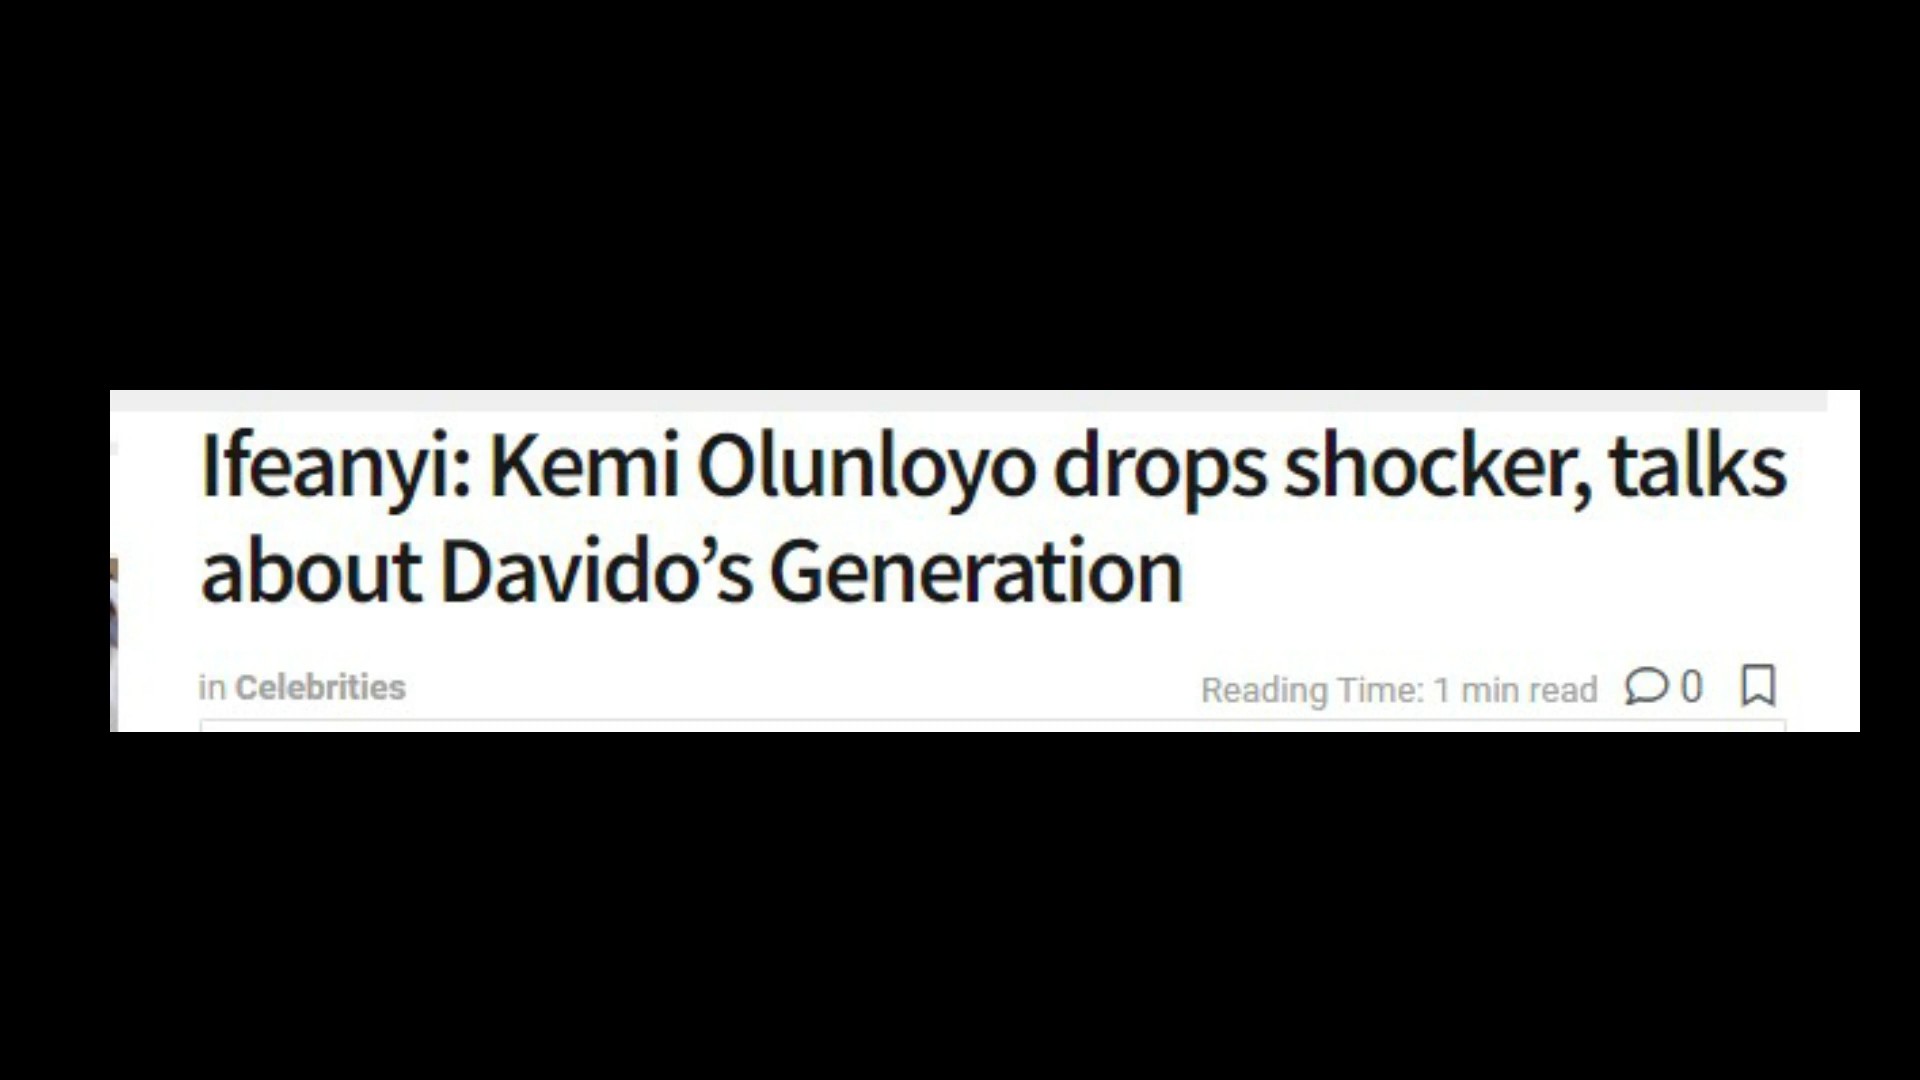 Ifeanyi: Kemi Olunloyo drops shocker, talks
about Davido’s Generation
in Celebrities
Reading Time: 1 min read 0